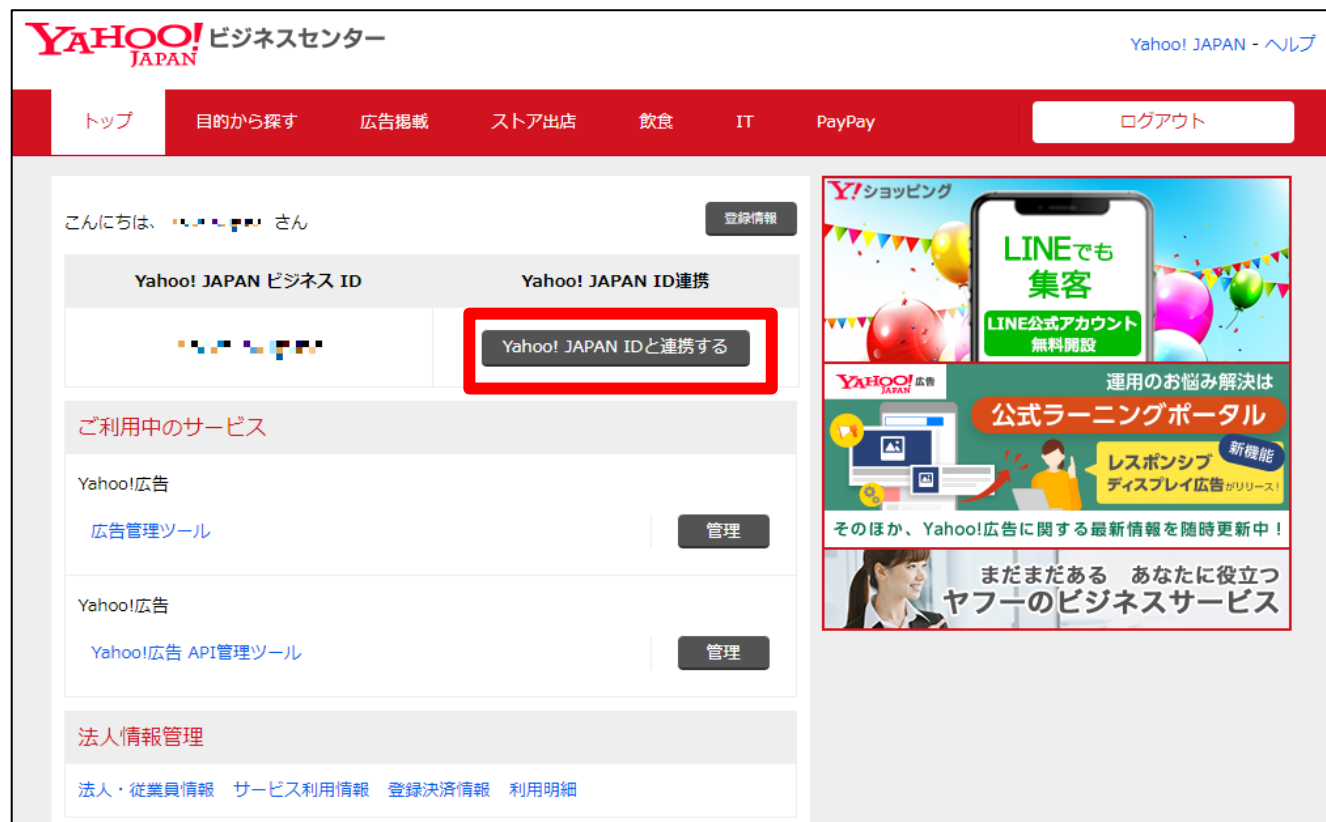 YAHOO! JAPAN ビジネスセンター
Yahoo! JAPAN - ヘルプ
トップ 目的から探す 広告掲載 ストア出店 飲食 IT PayPay ログアウト
こんにちは、 さん 登録情報
Yahoo! JAPAN ビジネス ID Yahoo! JAPAN ID連携
Yahoo! JAPAN IDと連携する
ご利用中のサービス
Yahoo!広告
広告管理ツール 管理
Yahoo!広告
Yahoo!広告 API管理ツール 管理
法人情報管理
法人・従業員情報 サービス利用情報 登録決済情報 利用明細
Y!ショッピング
LINEでも
集客
LINE公式アカウント
無料開設
YAHOO! JAPAN 広告
運用のお悩み解決は
公式ラーニングポータル
新機能
レスポンシブ
ディスプレイ広告がリリース!
そのほか、Yahoo!広告に関する最新情報を随時更新中!
まだまだある あなたに役立つ
ヤフーのビジネスサービス